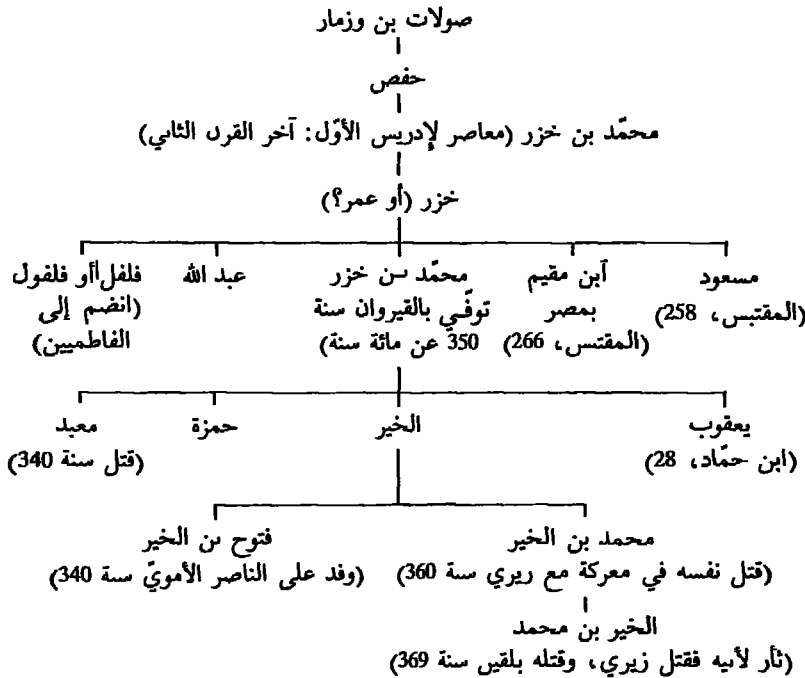 صولات بن وزمار
حفص
محمّد بن خزر (معاصر لإدريس الأوّل: آخر القرن الثاني)
خزر (أو عمر؟)
مسعود
(المقتبس، 258)
آبن مقيم
بمصر
(المقتبس، 266)
محمّد بن خزر
توفّي بالقيروان سنة
350 عن مائة سنة)
عبد الله
فلفل أو فلفول
(انضم إلى
الفاطميين)
يعقوب
(ابن حمّاد، 28)
الخير
حمزة
معبد
(قتل سنة 340)
محمد بن الخير
(قتل نفسه في معركة مع زيري سنة 360)
فتوح بن الخير
(وفد على الناصر الأمويّ سنة 340)
الخير بن محمد
(ثأر لأبيه فقتل زيري، وقتله بلقين سنة 369)